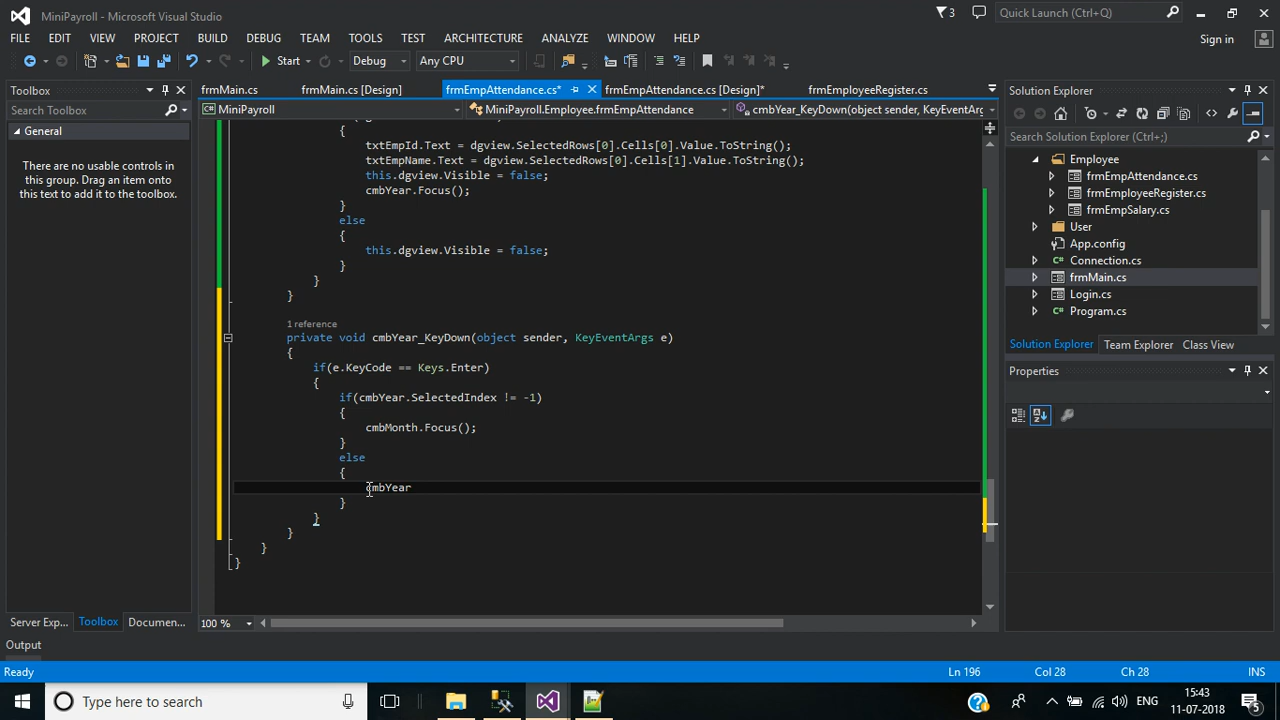 MiniPayroll - Microsoft Visual Studio
3
Quick Launch (Ctrl+Q)
FILE EDIT VIEW PROJECT BUILD DEBUG TEAM TOOLS TEST ARCHITECTURE ANALYZE WINDOW HELP
Sign in
Start Debug Any CPU
Toolbox
Search Toolbox
General
There are no usable controls in
this group. Drag an item onto
this text to add it to the toolbox.
frmMain.cs frmMain.cs [Design] frmEmpAttendance.cs* frmEmpAttendance.cs [Design]* frmEmployeeRegister.cs
MiniPayroll MiniPayroll.Employee.frmEmpAttendance cmbYear_KeyDown(object sender, KeyEventArg
{
txtEmpId.Text = dgview.SelectedRows[0].Cells[0].Value.ToString();
txtEmpName.Text = dgview.SelectedRows[0].Cells[1].Value.ToString();
this.dgview.Visible = false;
cmbYear.Focus();
}
else
{
this.dgview.Visible = false;
}
}
}
1 reference
private void cmbYear_KeyDown(object sender, KeyEventArgs e)
{
if(e.KeyCode == Keys.Enter)
{
if(cmbYear.SelectedIndex != -1)
{
cmbMonth.Focus();
}
else
{
cmbYear
}
}
}
}
}
100 %
Server Exp... Toolbox Documen...
Output
Solution Explorer
Search Solution Explorer (Ctrl+;)
Employee
frmEmpAttendance.cs
frmEmployeeRegister.cs
frmEmpSalary.cs
User
App.config
Connection.cs
frmMain.cs
Login.cs
Program.cs
Solution Explorer Team Explorer Class View
Properties
Ready Ln 196 Col 28 Ch 28 INS
Type here to search
ENG
15:43
11-07-2018
5